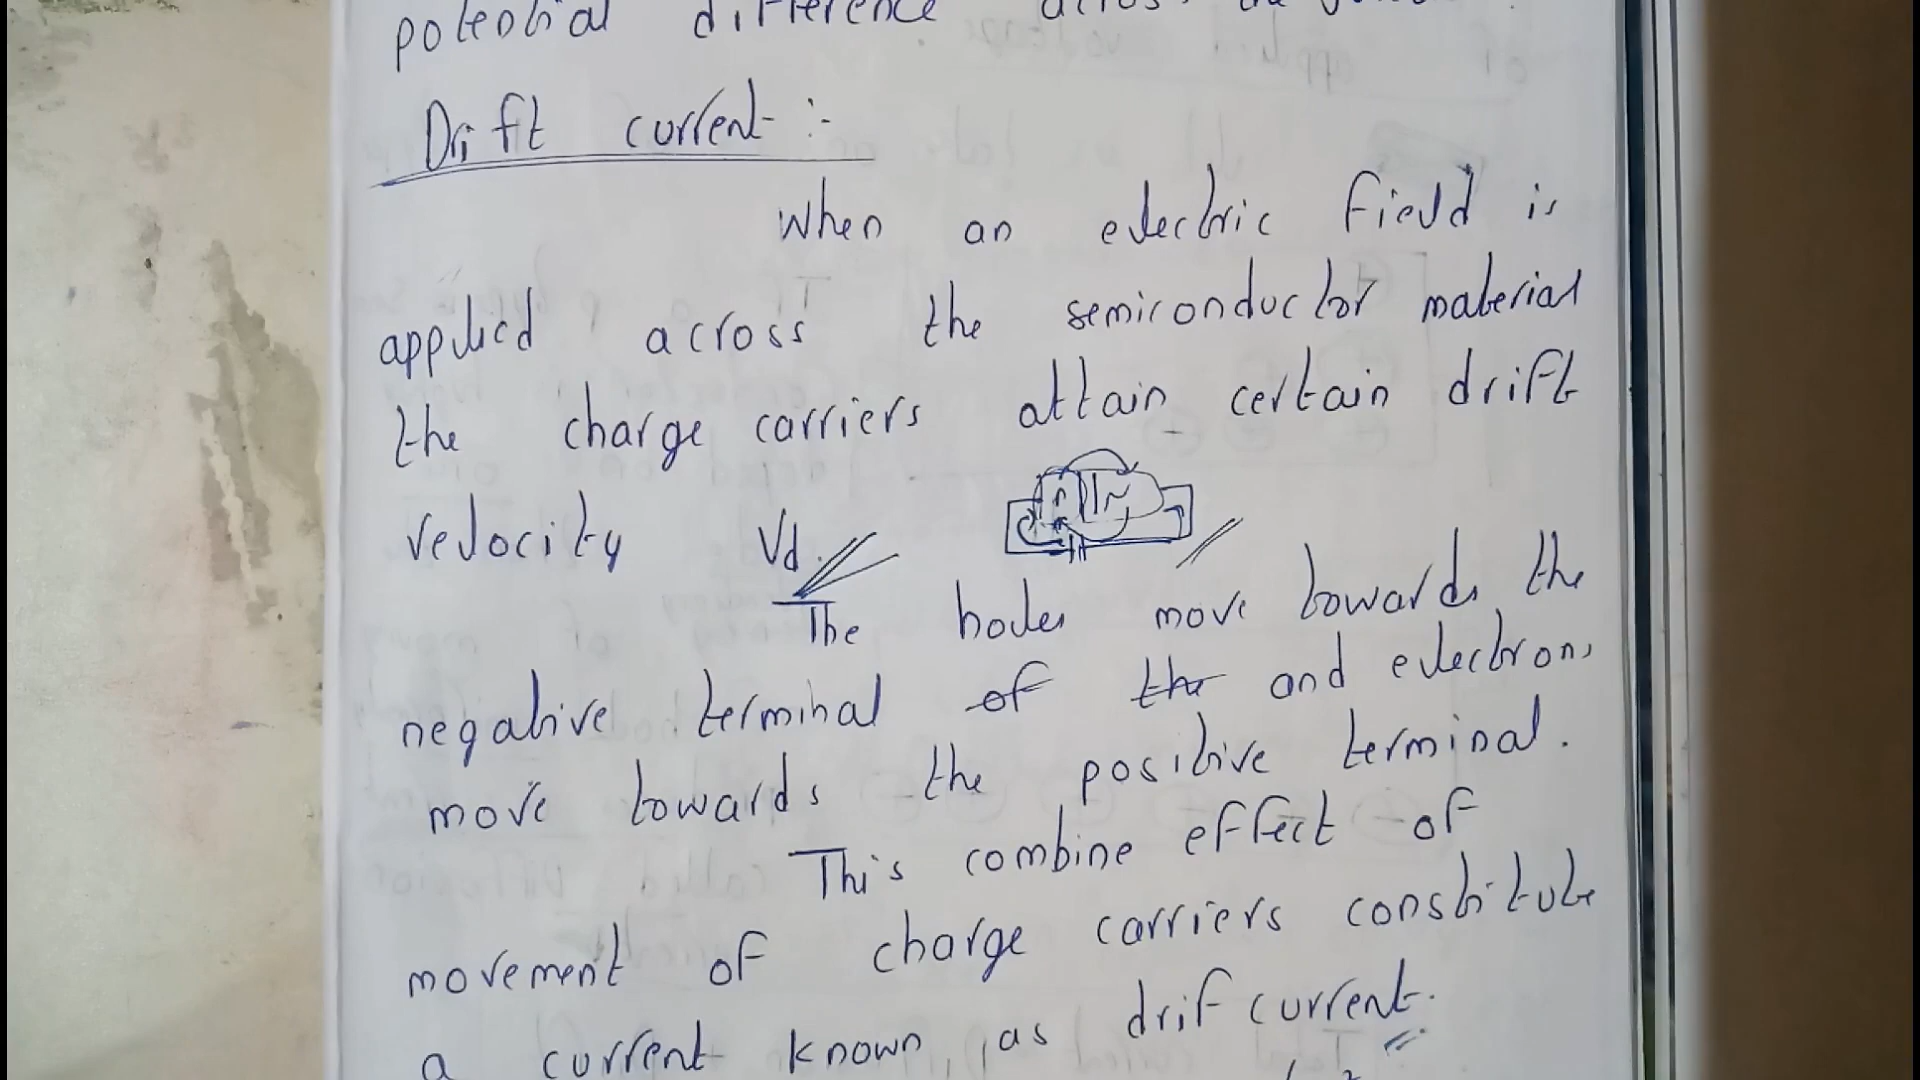 potential difference across the
Drift current :-
When an electric field is
applied across the semiconductor material
the charge carriers attain certain drift
velocity Vd.
The holes move towards the
negative terminal of the and electrons
move towards the positive terminal.
This combine effect of
movement of charge carriers constitute
a current known as drif current.